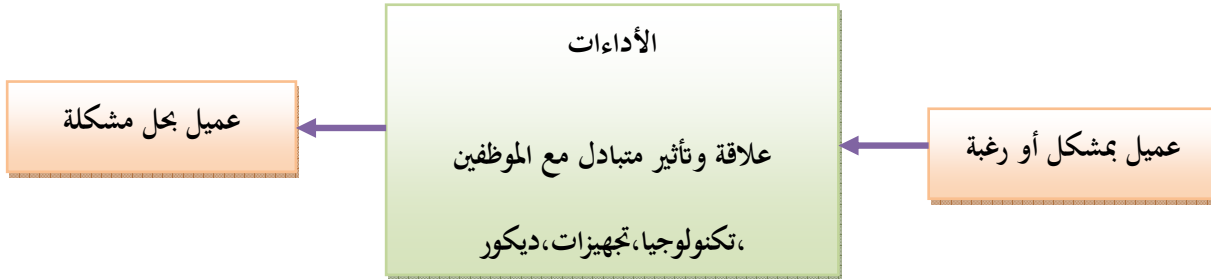 الأداءات
عميل بمشكل أو رغبة
علاقة وتأثير متبادل مع الموظفين
،تكنولوجيا،تجهيزات،ديكور
عميل بحل مشكلة